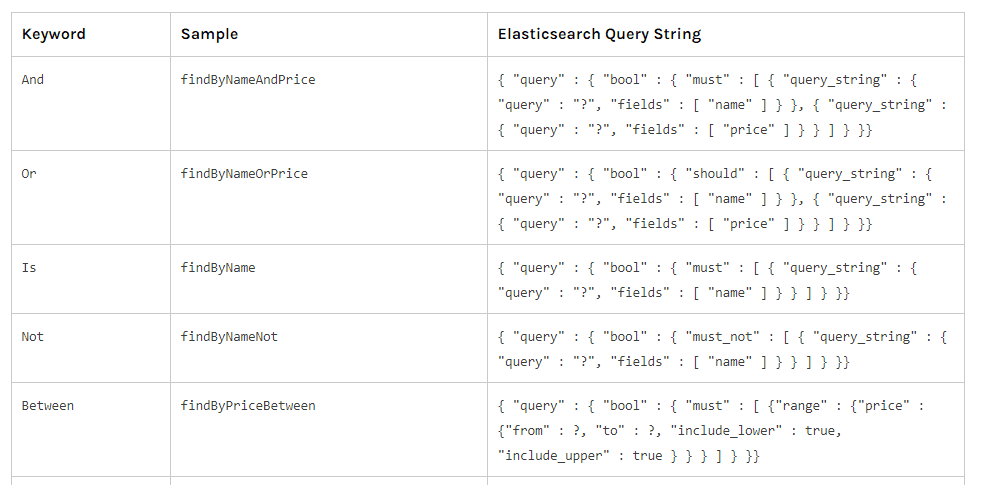 Keyword Sample Elasticsearch Query String
And findByNameAndPrice { "query" : { "bool" : { "must" : [ { "query_string" : {
"query" : "?", "fields" : [ "name" ] } }, { "query_string" :
{ "query" : "?", "fields" : [ "price" ] } } ] } }}
Or findByNameOrPrice { "query" : { "bool" : { "should" : [ { "query_string" : {
"query" : "?", "fields" : [ "name" ] } }, { "query_string" :
{ "query" : "?", "fields" : [ "price" ] } } ] } }}
Is findByName { "query" : { "bool" : { "must" : [ { "query_string" : {
"query" : "?", "fields" : [ "name" ] } } ] } }}
Not findByNameNot { "query" : { "bool" : { "must_not" : [ { "query_string" : {
"query" : "?", "fields" : [ "name" ] } } ] } }}
Between findByPriceBetween { "query" : { "bool" : { "must" : [ {"range" : {"price" :
{"from" : ?, "to" : ?, "include_lower" : true,
"include_upper" : true } } } ] } }}